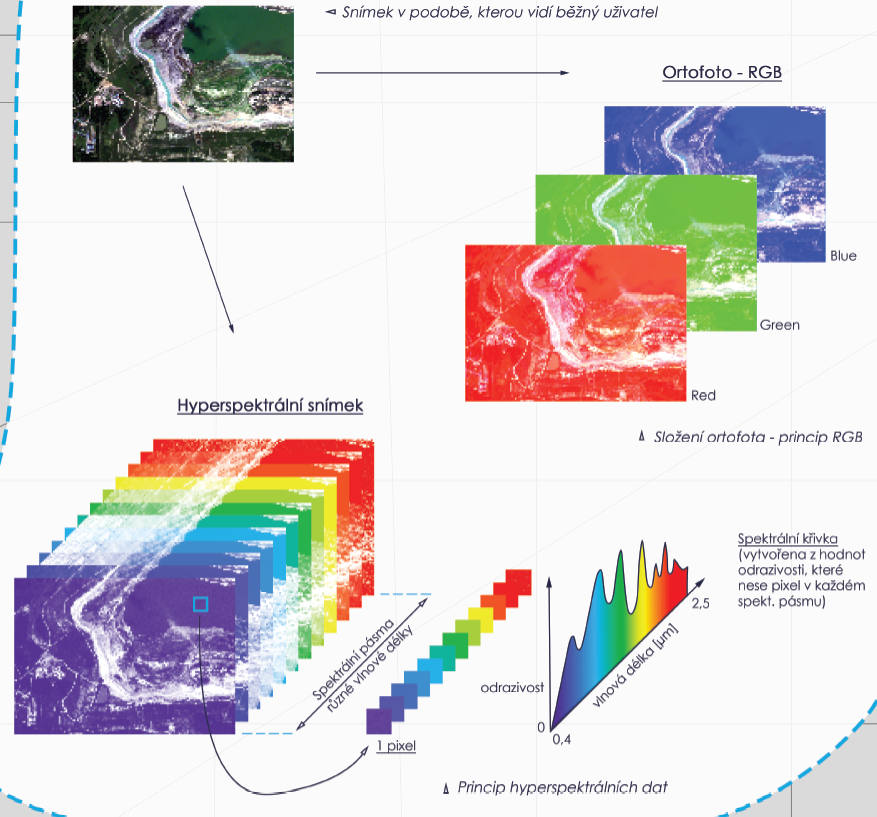 Snímek v podobě, kterou vidí běžný uživatel
Ortofoto - RGB
Blue
Green
Red
Složení ortofota - princip RGB
Hyperspektrální snímek
Spektrální pásma
různé vlnové délky
1 pixel
odrazivost
0
0,4
vlnová délka [µm]
2,5
Spektrální křivka
(vytvořena z hodnot
odrazivosti, které
nese pixel v každém
spekt. pásmu)
Princip hyperspektrálních dat